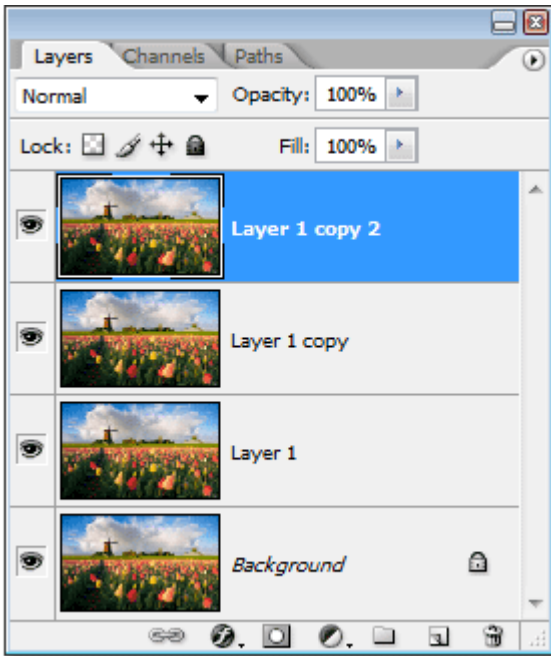 Layers Channels Paths
Normal Opacity: 100%
Lock: Fill: 100%
Layer 1 copy 2
Layer 1 copy
Layer 1
Background